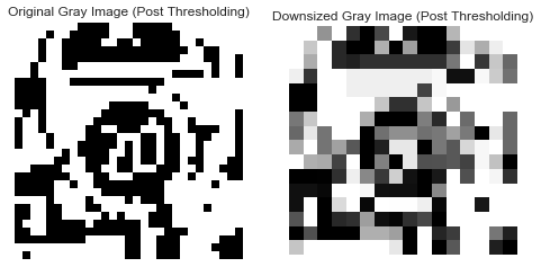 Original Gray Image (Post Thresholding)
Downsized Gray Image (Post Thresholding)